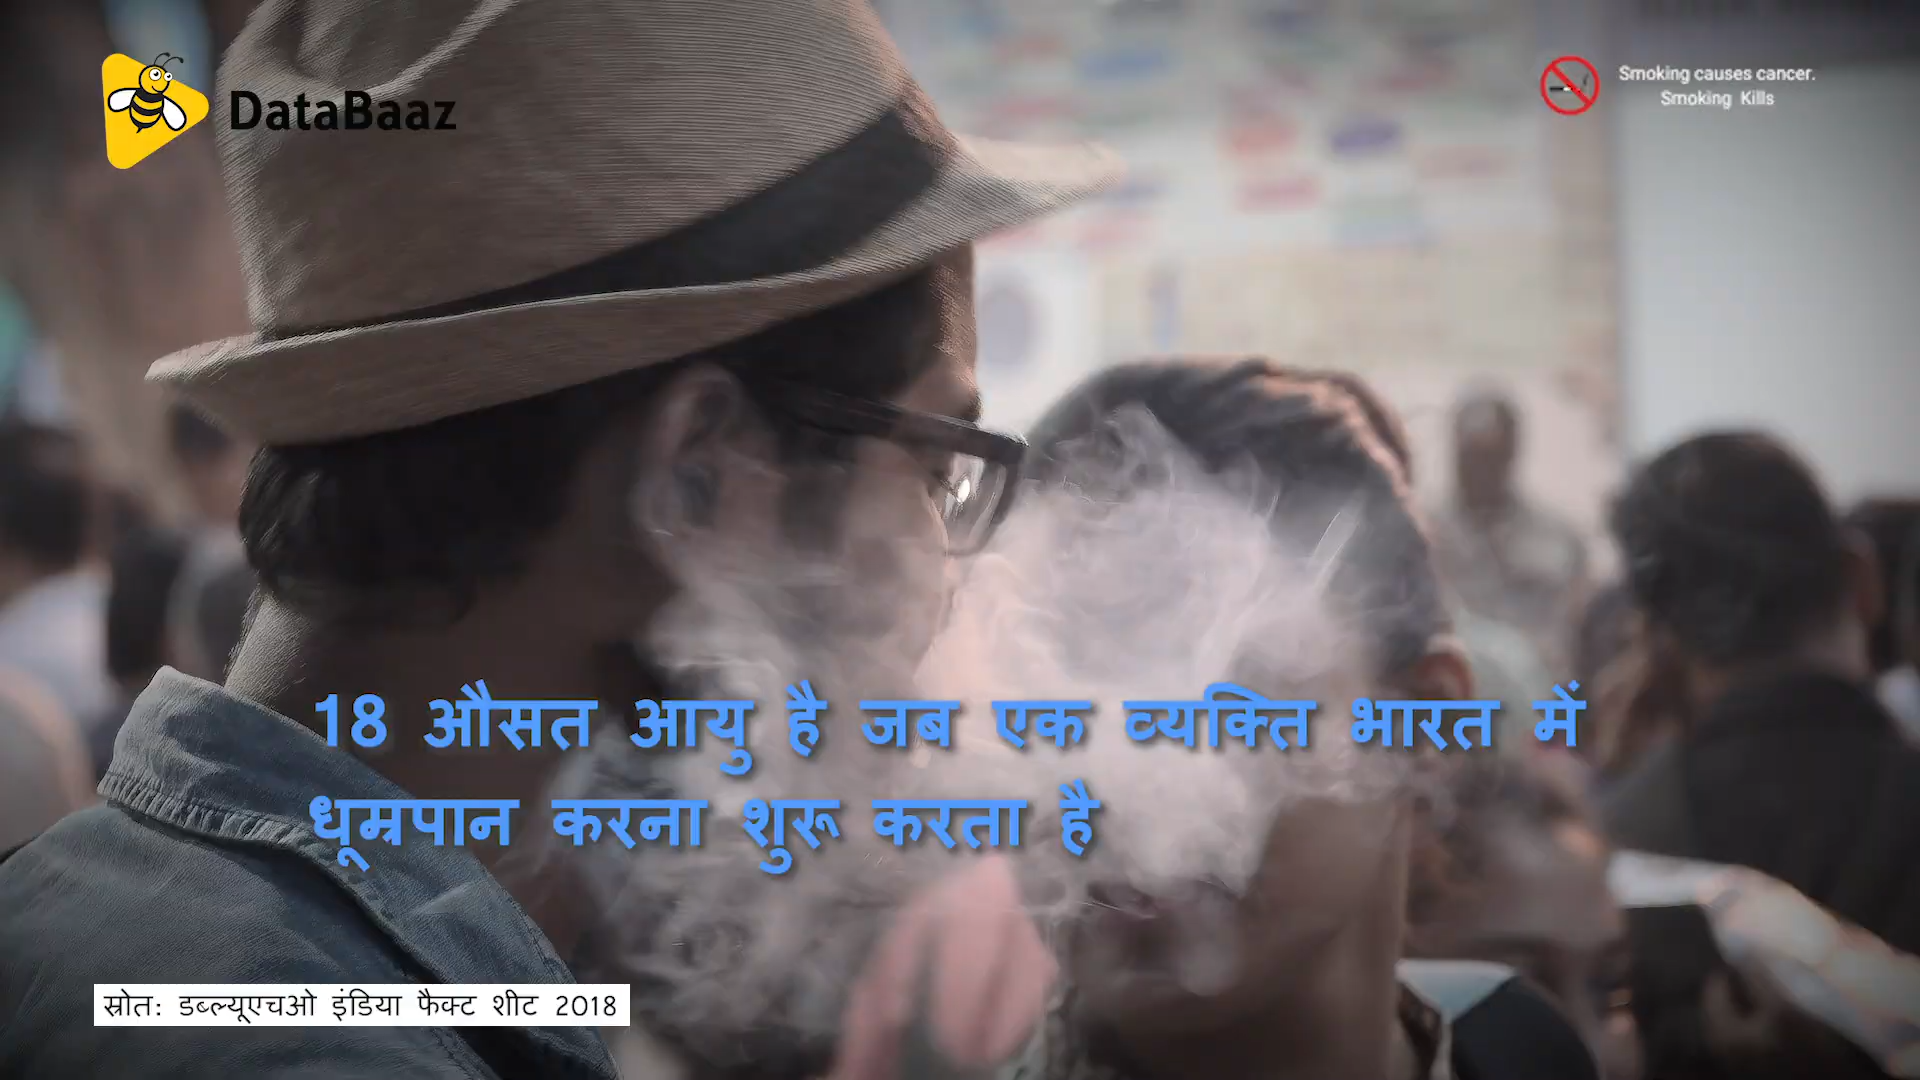 DataBaaz
Smoking causes cancer.
Smoking Kills
18 औसत आयु है जब एक व्यक्ति भारत में
धूम्रपान करना शुरू करता है
स्रोत: डब्ल्यूएचओ इंडिया फैक्ट शीट 2018